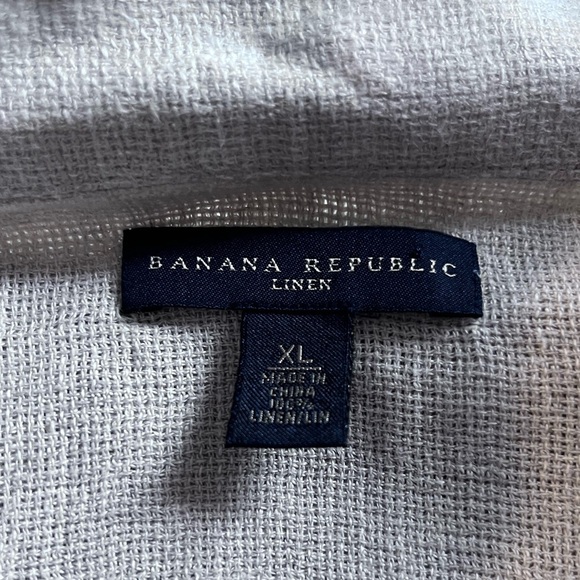 BANANA REPUBLIC
LINEN
XL
MADE IN
CHINA
100%
LINEN/LIN